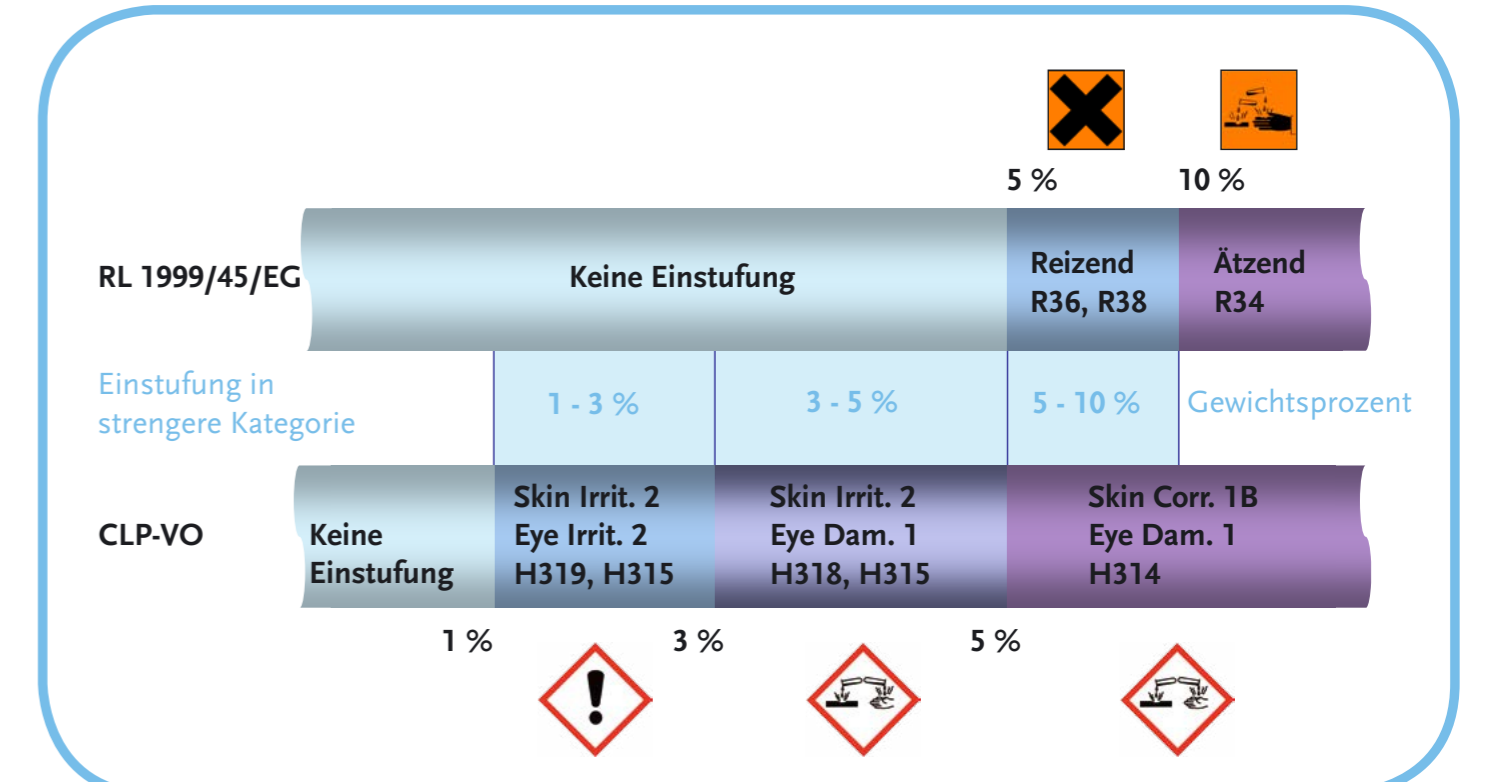 5 %
10 %
RL 1999/45/EG
Keine Einstufung
Reizend
R36, R38
Ätzend
R34
Einstufung in
strengere Kategorie
1 - 3 %
3 - 5 %
5 - 10 %
Gewichtsprozent
CLP-VO
Keine
Einstufung
Skin Irrit. 2
Eye Irrit. 2
H319, H315
Skin Irrit. 2
Eye Dam. 1
H318, H315
Skin Corr. 1B
Eye Dam. 1
H314
1 %
3 %
5 %